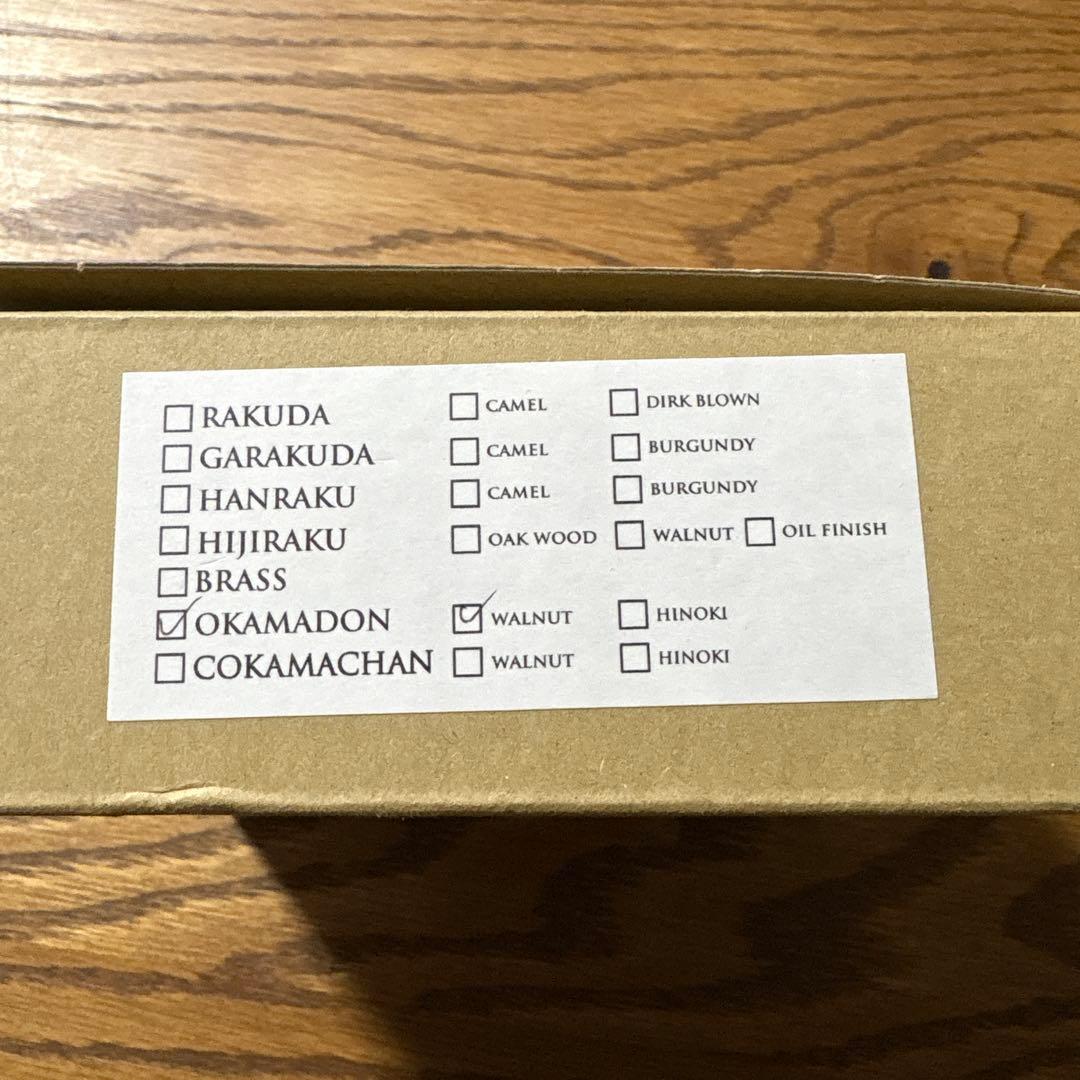 ☐ RAKUDA ☐ CAMEL ☐ DIRK BLOWN
☐ GARAKUDA ☐ CAMEL ☐ BURGUNDY
☐ HANRAKU ☐ CAMEL ☐ BURGUNDY
☐ HIJIRAKU ☐ OAK WOOD ☐ WALNUT ☐ OIL FINISH
☐ BRASS
☑ OKAMADON ☑ WALNUT ☐ HINOKI
☐ COKAMACHAN ☐ WALNUT ☐ HINOKI